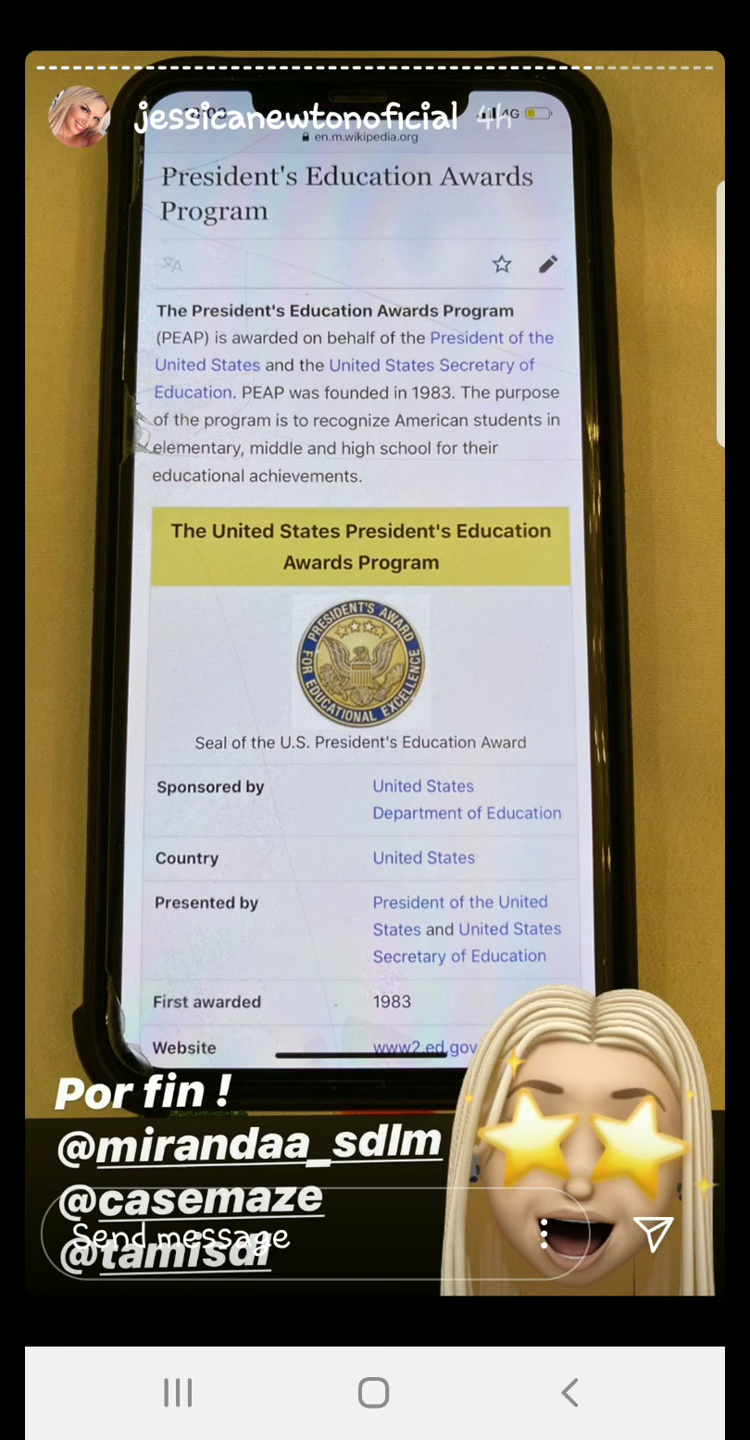 jessicanewtonoficial 4h
4G
en.m.wikipedia.org
President's Education Awards
Program
The President's Education Awards Program
(PEAP) is awarded on behalf of the President of the
United States and the United States Secretary of
Education. PEAP was founded in 1983. The purpose
of the program is to recognize American students in
elementary, middle and high school for their
educational achievements.
The United States President's Education
Awards Program
PRESIDENT'S AWARD
FOR EDUCATIONAL EXCELLENCE
Seal of the U.S. President's Education Award
Sponsored by United States
Department of Education
Country United States
Presented by President of the United
States and United States
Secretary of Education
First awarded 1983
Website www2.ed.gov
Por fin !
@mirandaa_sdlm
@casemaze
Send message
@tamisdl